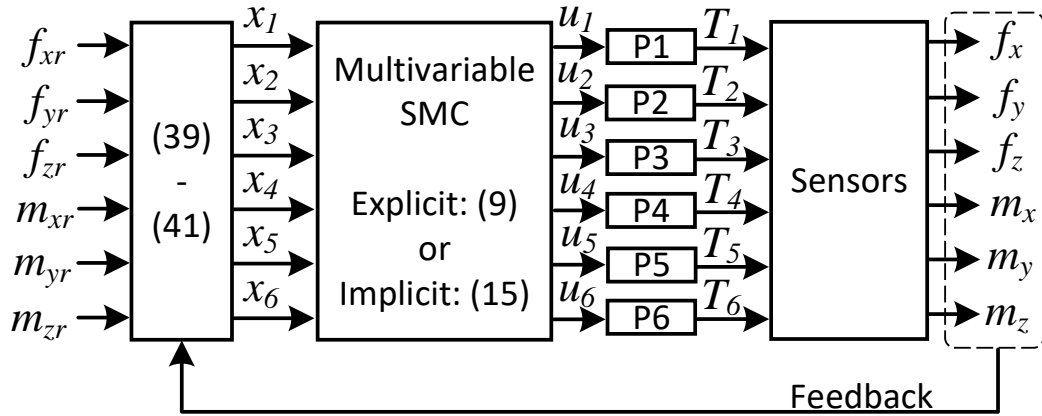 f_xr
f_yr
f_zr
m_xr
m_yr
m_zr
(39)
-
(41)
x_1
x_2
x_3
x_4
x_5
x_6
Multivariable
SMC
Explicit: (9)
or
Implicit: (15)
u_1
u_2
u_3
u_4
u_5
u_6
P1
P2
P3
P4
P5
P6
T_1
T_2
T_3
T_4
T_5
T_6
Sensors
f_x
f_y
f_z
m_x
m_y
m_z
Feedback